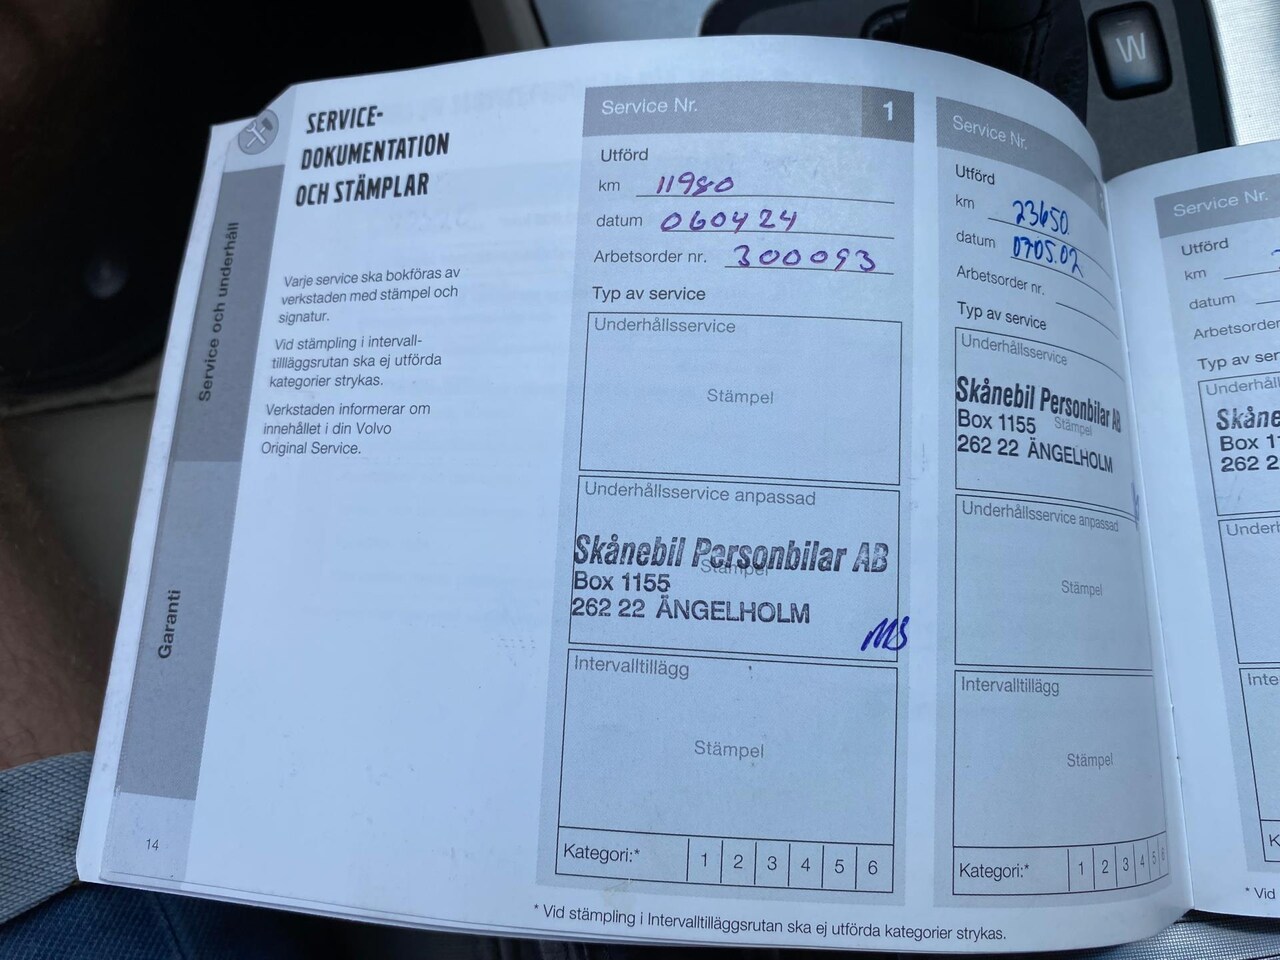 SERVICE-
DOKUMENTATION
OCH STÄMPLAR
Varje service ska bokföras av
verkstaden med stämpel och
signatur.
Vid stämpling i intervall-
tillläggsrutan ska ej utförda
kategorier strykas.
Verkstaden informerar om
innehållet i din Volvo
Original Service.
Service och underhåll
Garanti
14
Service Nr. 1
Utförd
km 11980
datum 060424
Arbetsorder nr. 300093
Typ av service
Underhållsservice
Stämpel
Underhållsservice anpassad
Stämpel
Skånebil Personbilar AB
Box 1155
262 22 ÄNGELHOLM
MS
Intervalltillägg
Stämpel
Kategori:* 1 2 3 4 5 6
Service Nr.
Utförd
km 23650
datum 0705.02
Arbetsorder nr.
Typ av service
Underhållsservice
Skånebil Personbilar AB
Stämpel
Box 1155
262 22 ÄNGELHOLM
Underhållsservice anpassad
Stämpel
Intervalltillägg
Stämpel
Kategori:* 1 2 3 4 5 6
* Vid stämpling i Intervalltilläggsrutan ska ej utförda kategorier strykas.
Service Nr.
Utförd
km
datum
Arbetsorder
Typ av ser
Underhåll
Skåne
Box 1
262 2
Underh
Inte
K
* Vid
W